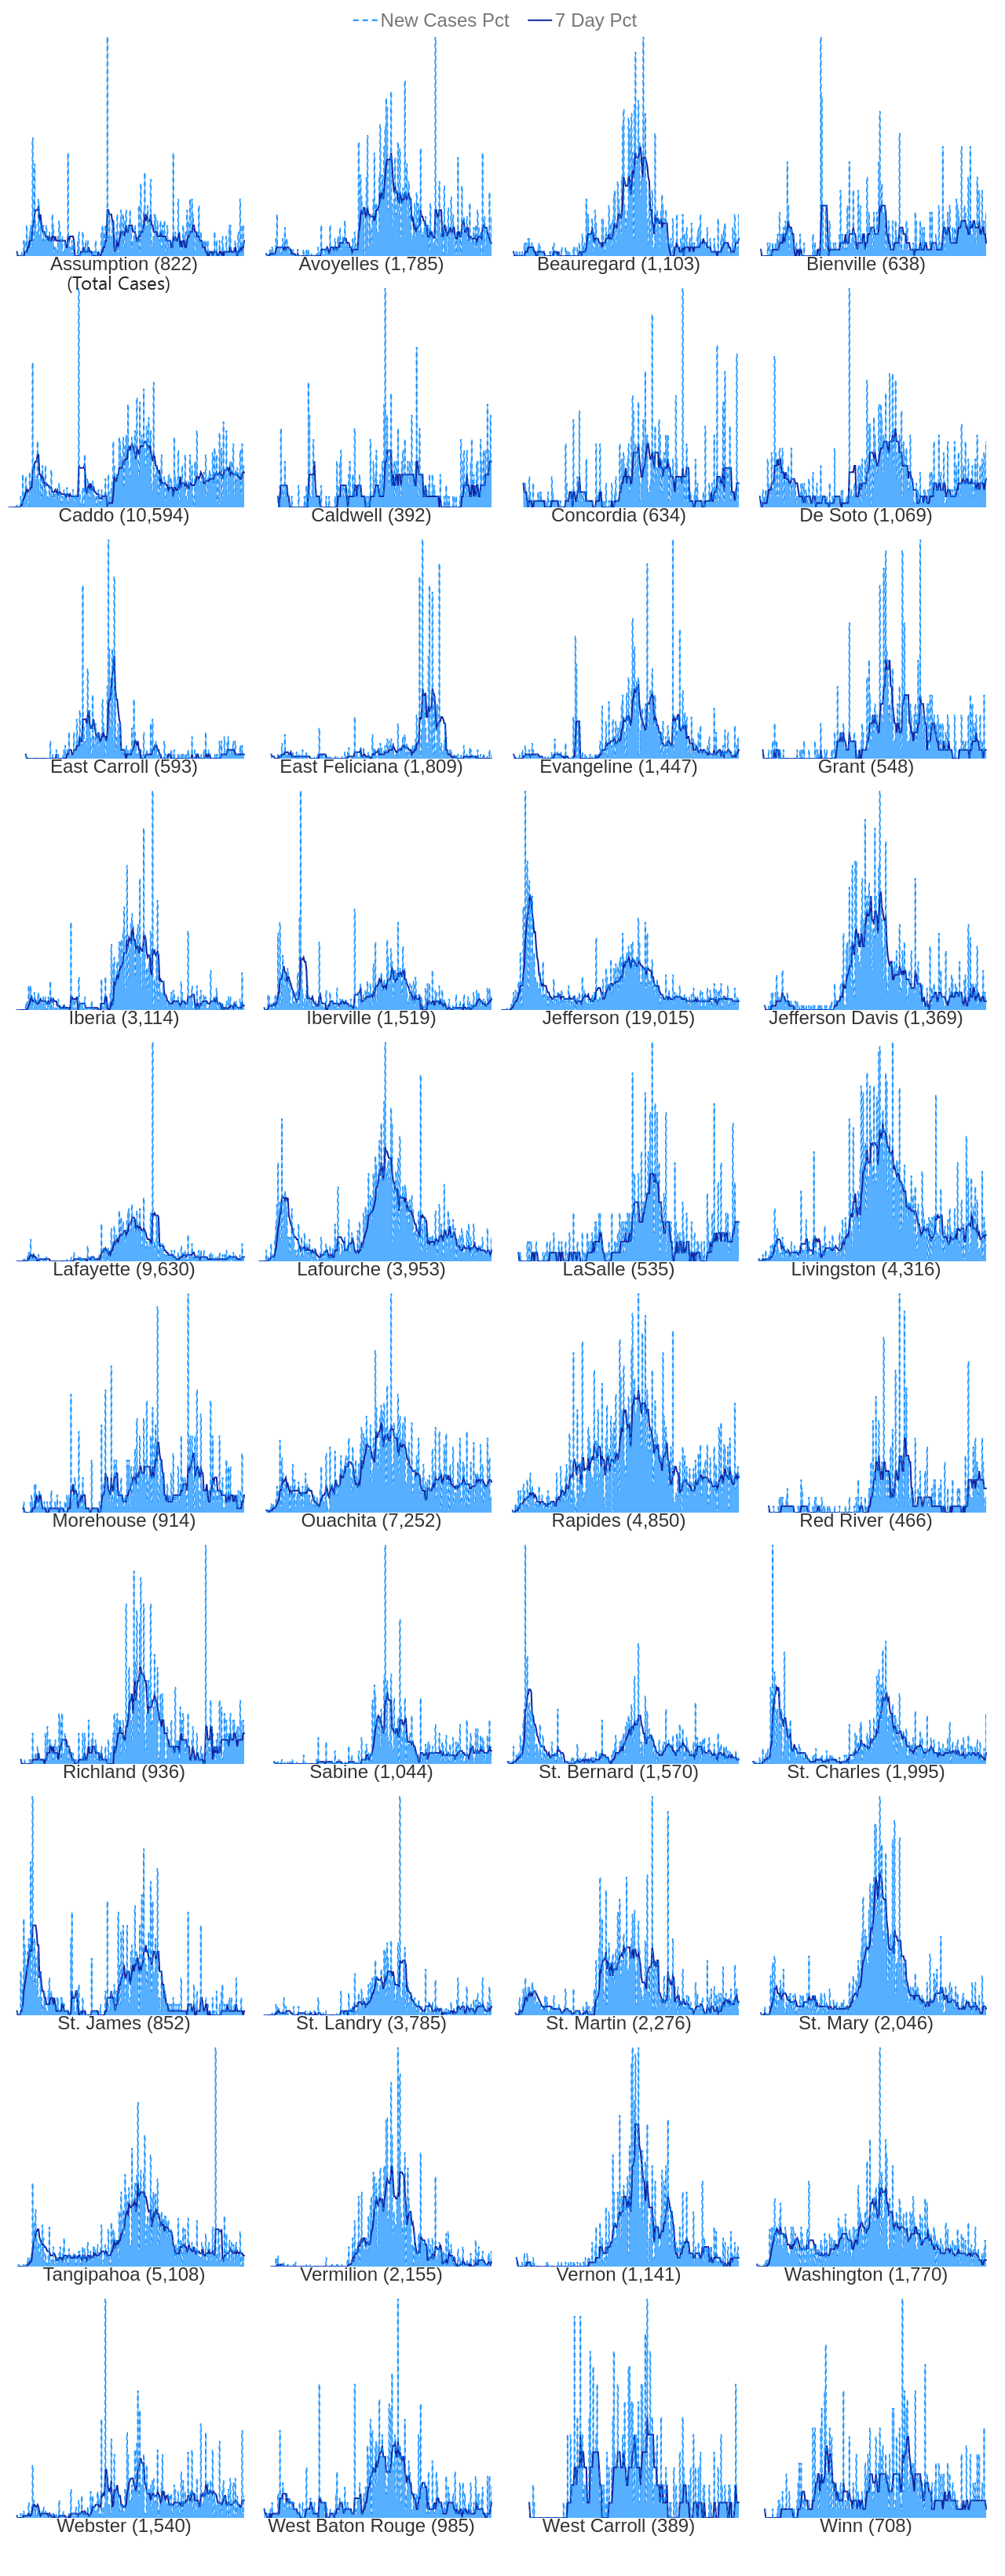 New Cases Pct 7 Day Pct
Assumption (822) Avoyelles (1,785) Beauregard (1,103) Bienville (638)
(Total Cases)
Caddo (10,594) Caldwell (392) Concordia (634) De Soto (1,069)
East Carroll (593) East Feliciana (1,809) Evangeline (1,447) Grant (548)
Iberia (3,114) Iberville (1,519) Jefferson (19,015) Jefferson Davis (1,369)
Lafayette (9,630) Lafourche (3,953) LaSalle (535) Livingston (4,316)
Morehouse (914) Ouachita (7,252) Rapides (4,850) Red River (466)
Richland (936) Sabine (1,044) St. Bernard (1,570) St. Charles (1,995)
St. James (852) St. Landry (3,785) St. Martin (2,276) St. Mary (2,046)
Tangipahoa (5,108) Vermilion (2,155) Vernon (1,141) Washington (1,770)
Webster (1,540) West Baton Rouge (985) West Carroll (389) Winn (708)